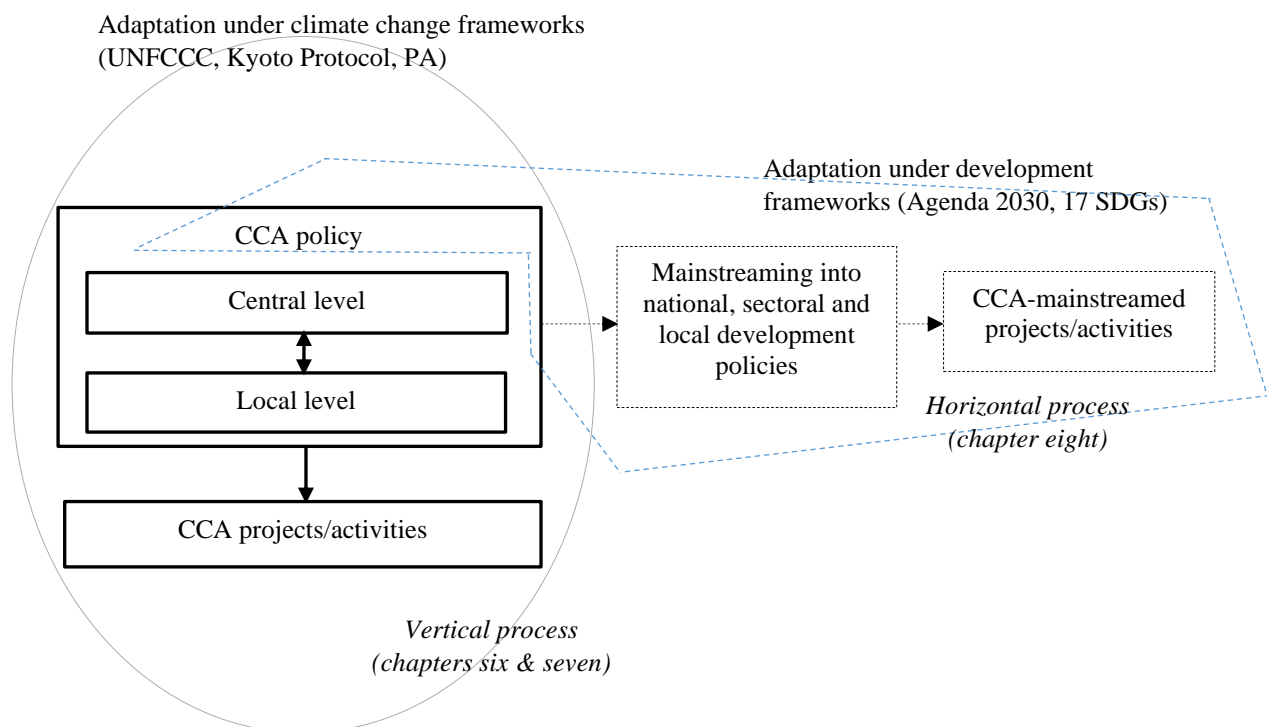 Adaptation under climate change frameworks
(UNFCCC, Kyoto Protocol, PA)
Adaptation under development
frameworks (Agenda 2030, 17 SDGs)
CCA policy
Central level
Local level
Mainstreaming into
national, sectoral and
local development
policies
CCA-mainstreamed
projects/activities
Horizontal process
(chapter eight)
CCA projects/activities
Vertical process
(chapters six & seven)